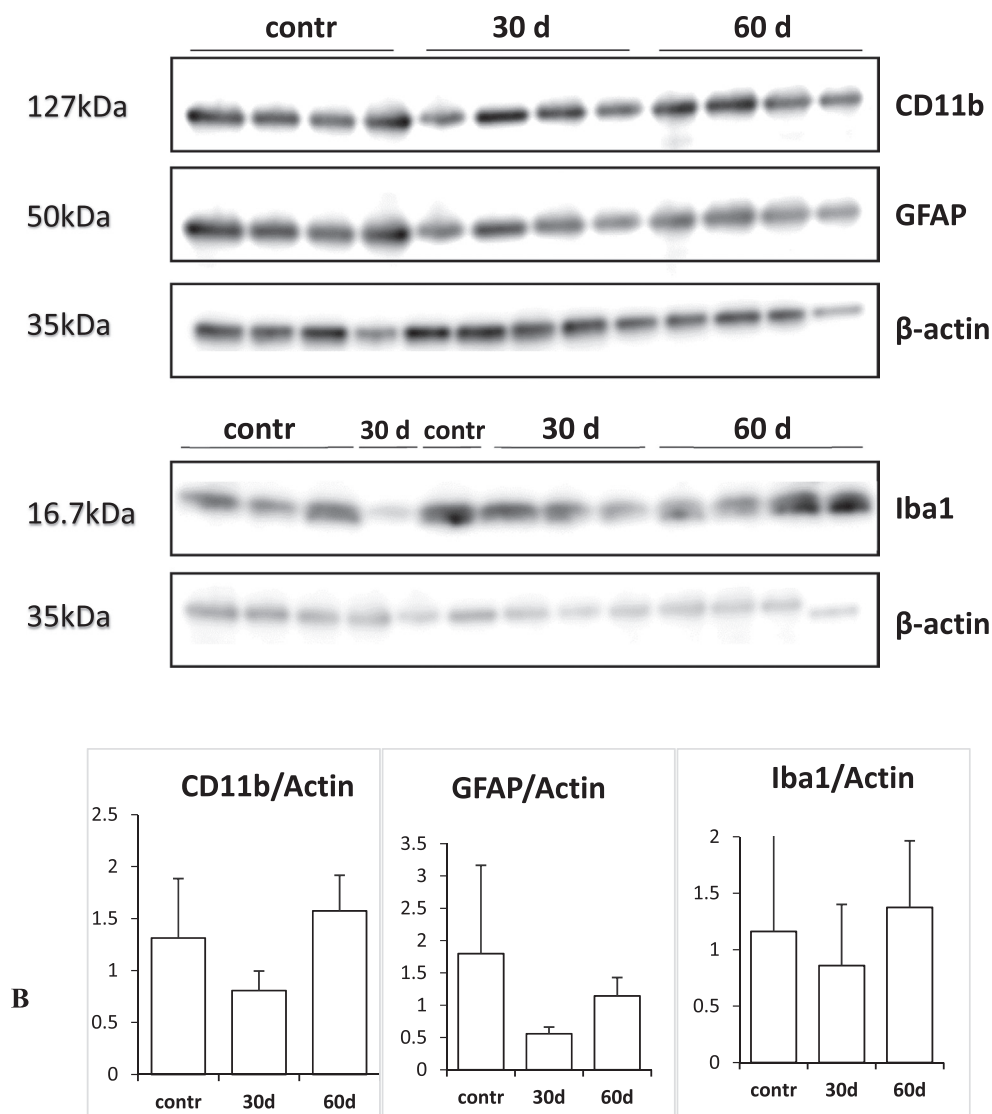 contr 30 d 60 d
127kDa CD11b
50kDa GFAP
35kDa β-actin
contr 30 d contr 30 d 60 d
16.7kDa Iba1
35kDa β-actin
B
CD11b/Actin
2.5
2
1.5
1
0.5
0
contr 30d 60d
GFAP/Actin
3.5
3
2.5
2
1.5
1
0.5
0
contr 30d 60d
Iba1/Actin
2
1.5
1
0.5
0
contr 30d 60d